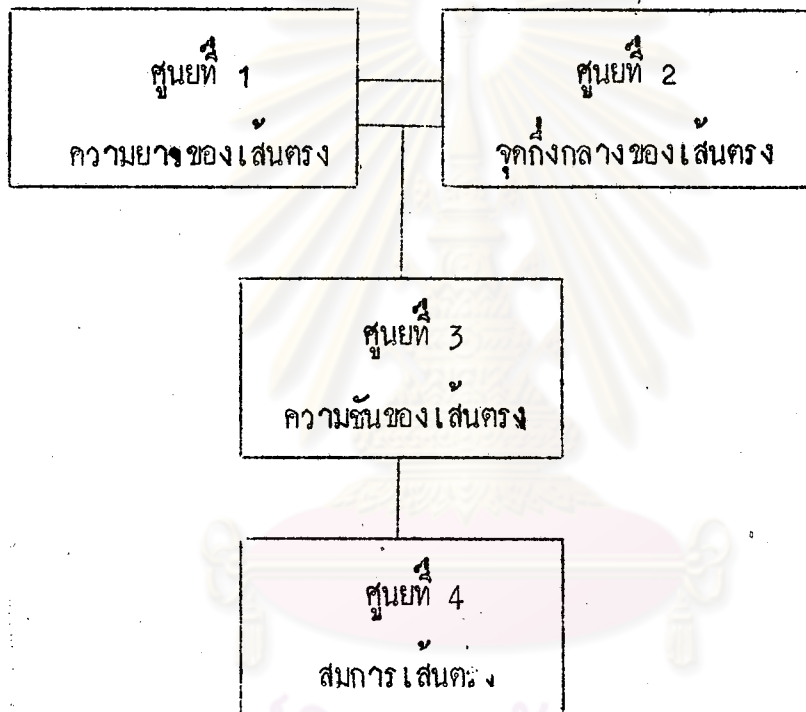 ศูนย์ที่ 1
ความยาวของเส้นตรง
ศูนย์ที่ 2
จุดกึ่งกลางของเส้นตรง
ศูนย์ที่ 3
ความชันของเส้นตรง
ศูนย์ที่ 4
สมการเส้นตรง